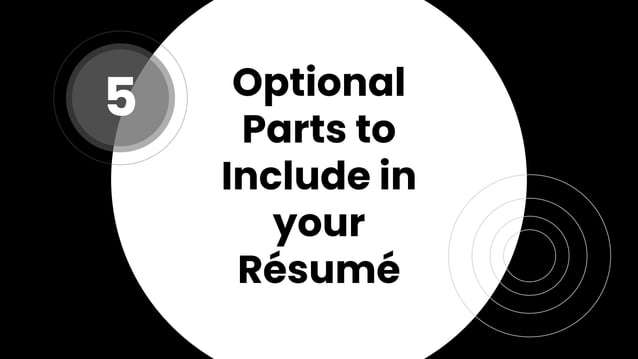 5
Optional
Parts to
Include in
your
Résumé